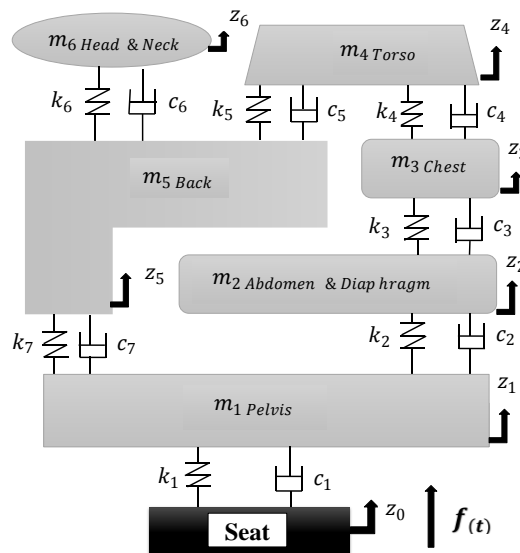 z6
z4
m6 Head & Neck
m4 Torso
k6
c6
k5
c5
k4
c4
m5 Back
m3 Chest
k3
c3
z5
m2 Abdomen & Diap hragm
k7
c7
k2
c2
z1
m1 Pelvis
k1
c1
z0
Seat
f(t)